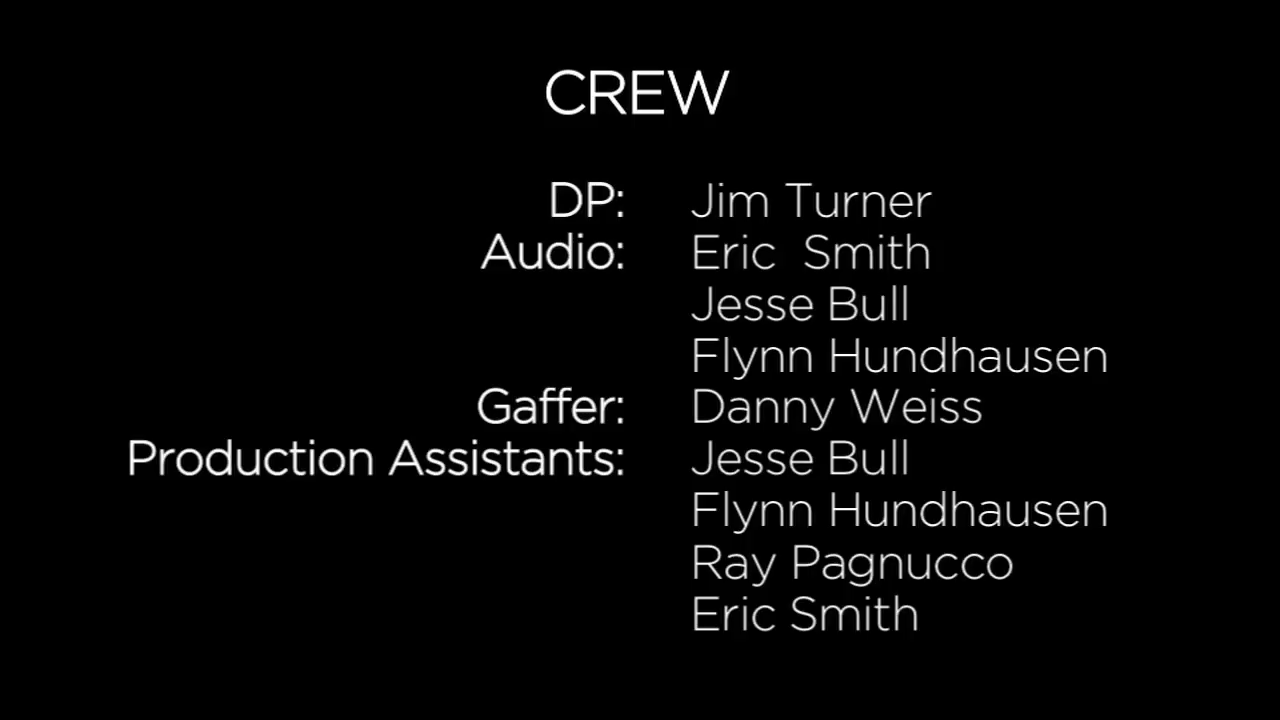 CREW
DP: Jim Turner
Audio: Eric  Smith
Jesse Bull
Flynn Hundhausen
Gaffer: Danny Weiss
Production Assistants: Jesse Bull
Flynn Hundhausen
Ray Pagnucco
Eric Smith